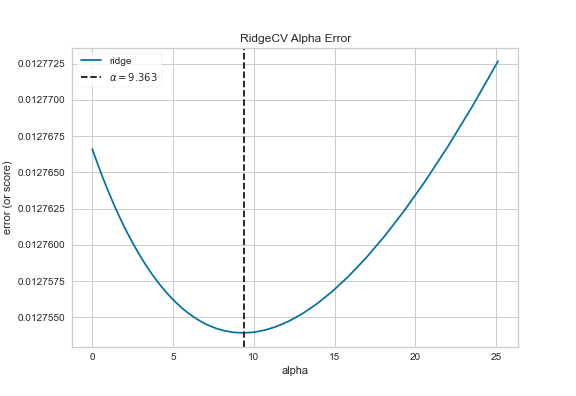 RidgeCV Alpha Error
ridge
α = 9.363
0.0127725
0.0127700
0.0127675
0.0127650
0.0127625
0.0127600
0.0127575
0.0127550
error (or score)
0 5 10 15 20 25
alpha